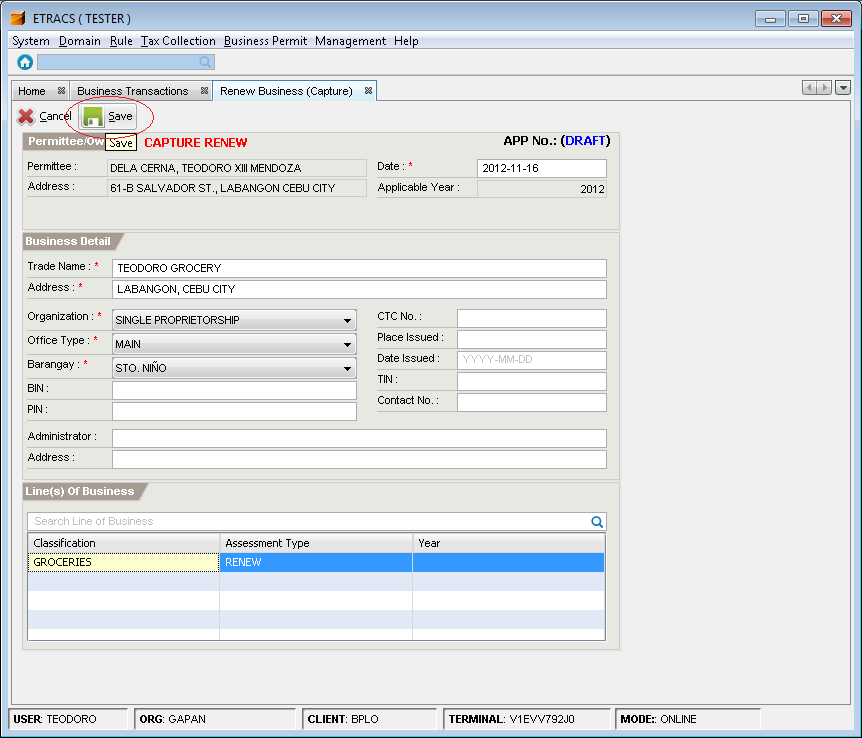 ETRACS ( TESTER )
System Domain Rule Tax Collection Business Permit Management Help
Home Business Transactions Renew Business (Capture)
Cancel Save
Permittee/Ow Save CAPTURE RENEW APP No.: (DRAFT)
Permittee : DELA CERNA, TEODORO XIII MENDOZA Date : * 2012-11-16
Address : 61-B SALVADOR ST., LABANGON CEBU CITY Applicable Year : 2012
Business Detail
Trade Name : * TEODORO GROCERY
Address : * LABANGON, CEBU CITY
Organization : * SINGLE PROPRIETORSHIP CTC No. :
Office Type : * MAIN Place Issued :
Barangay : * STO. NIÑO Date Issued : YYYY-MM-DD
BIN : TIN :
PIN : Contact No. :
Administrator :
Address :
Line(s) Of Business
Search Line of Business
Classification Assessment Type Year
GROCERIES RENEW
USER: TEODORO ORG: GAPAN CLIENT: BPLO TERMINAL: V1EVV792J0 MODE:: ONLINE